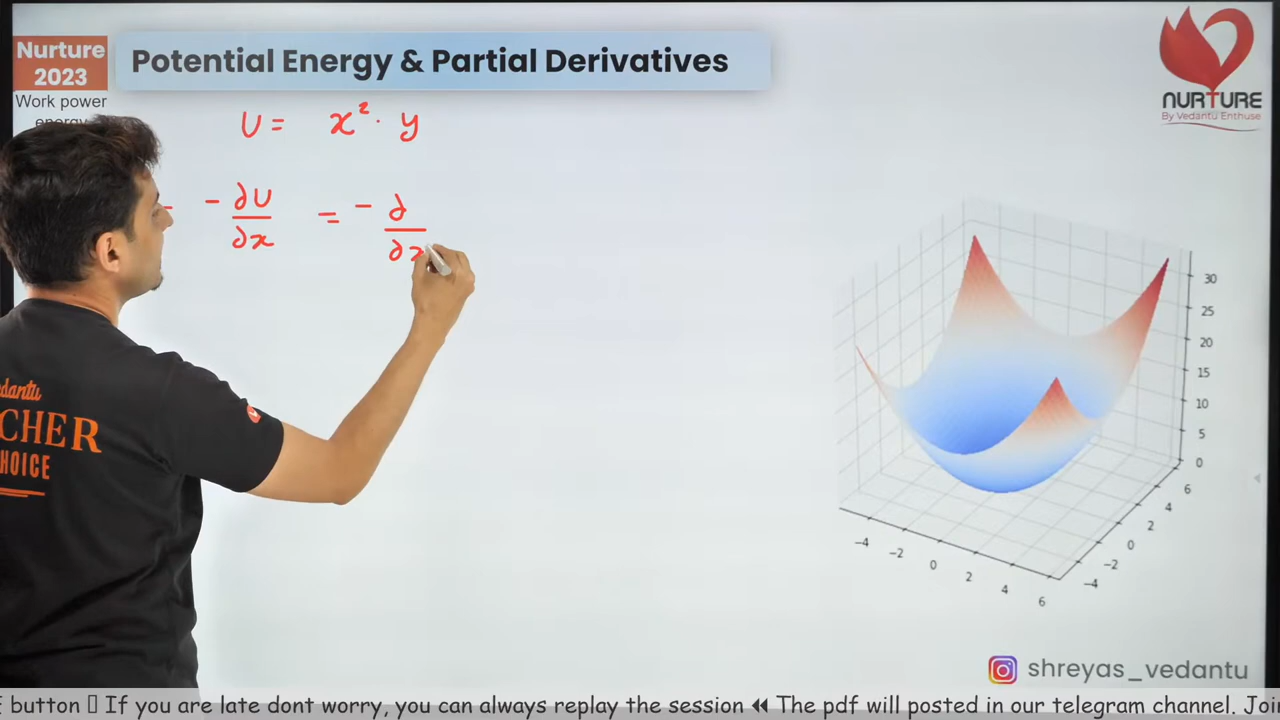 Nurture
2023
Potential Energy & Partial Derivatives
Work power
energy
U = x² · y
- ∂U/∂x = - ∂/∂x
NURTURE
By Vedantu Enthuse
30
25
20
15
10
5
0
6
4
2
0
-2
-4
-4
-2
0
2
4
6
CHER
HOICE
shreyas_vedantu
button If you are late dont worry, you can always replay the session The pdf will posted in our telegram channel.